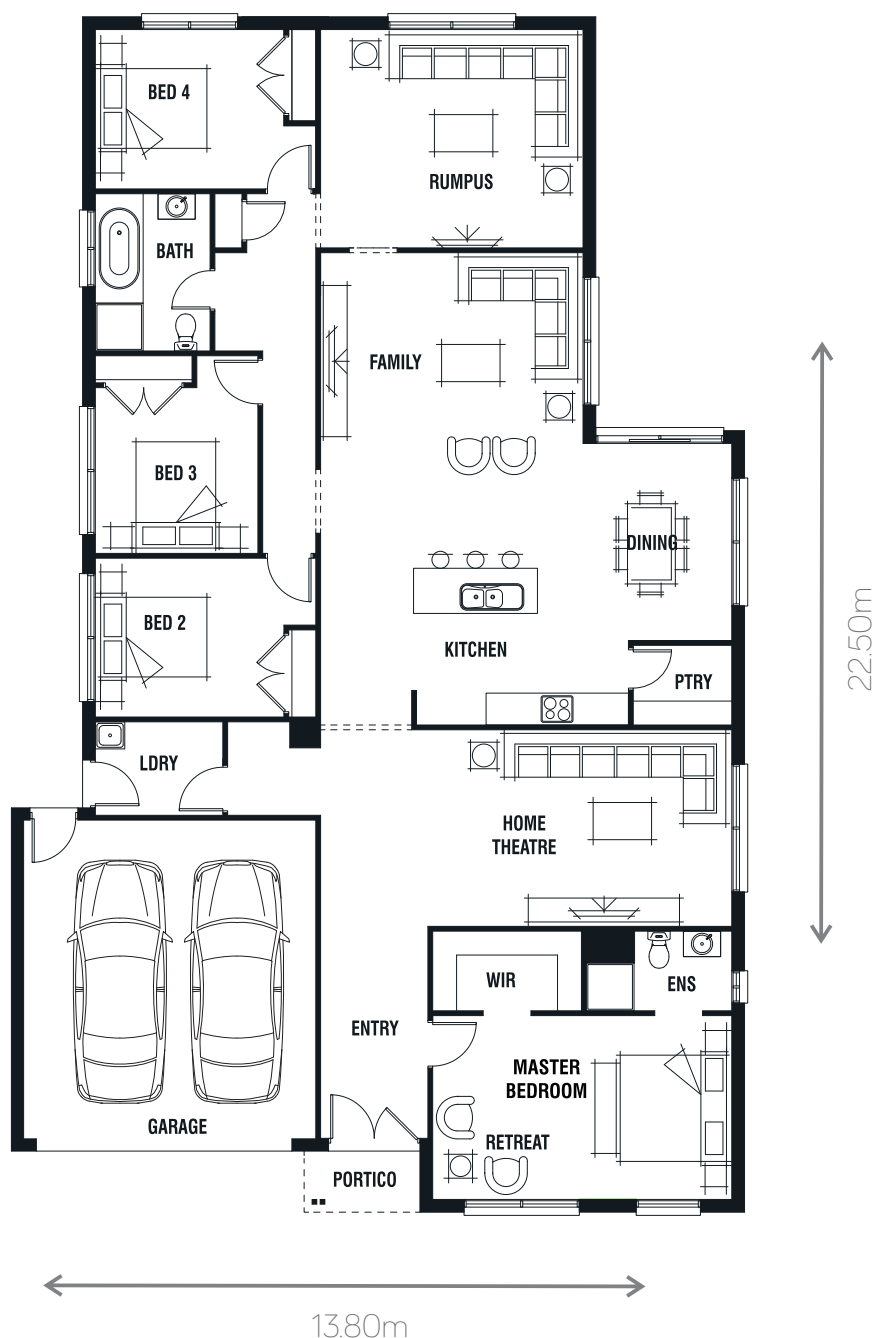 BED 4
RUMPUS
BATH
FAMILY
BED 3
DINING
BED 2
KITCHEN
PTRY
LDRY
HOME
THEATRE
WIR
ENS
ENTRY
MASTER
BEDROOM
GARAGE
RETREAT
PORTICO
22.50m
13.80m